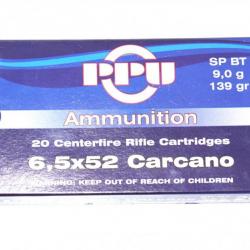 PPU
SP BT
9,0 g
139 gr
Ammunition
20 Centerfire Rifle Cartridges
6,5x52 Carcano
WARNING: KEEP OUT OF REACH OF CHILDREN